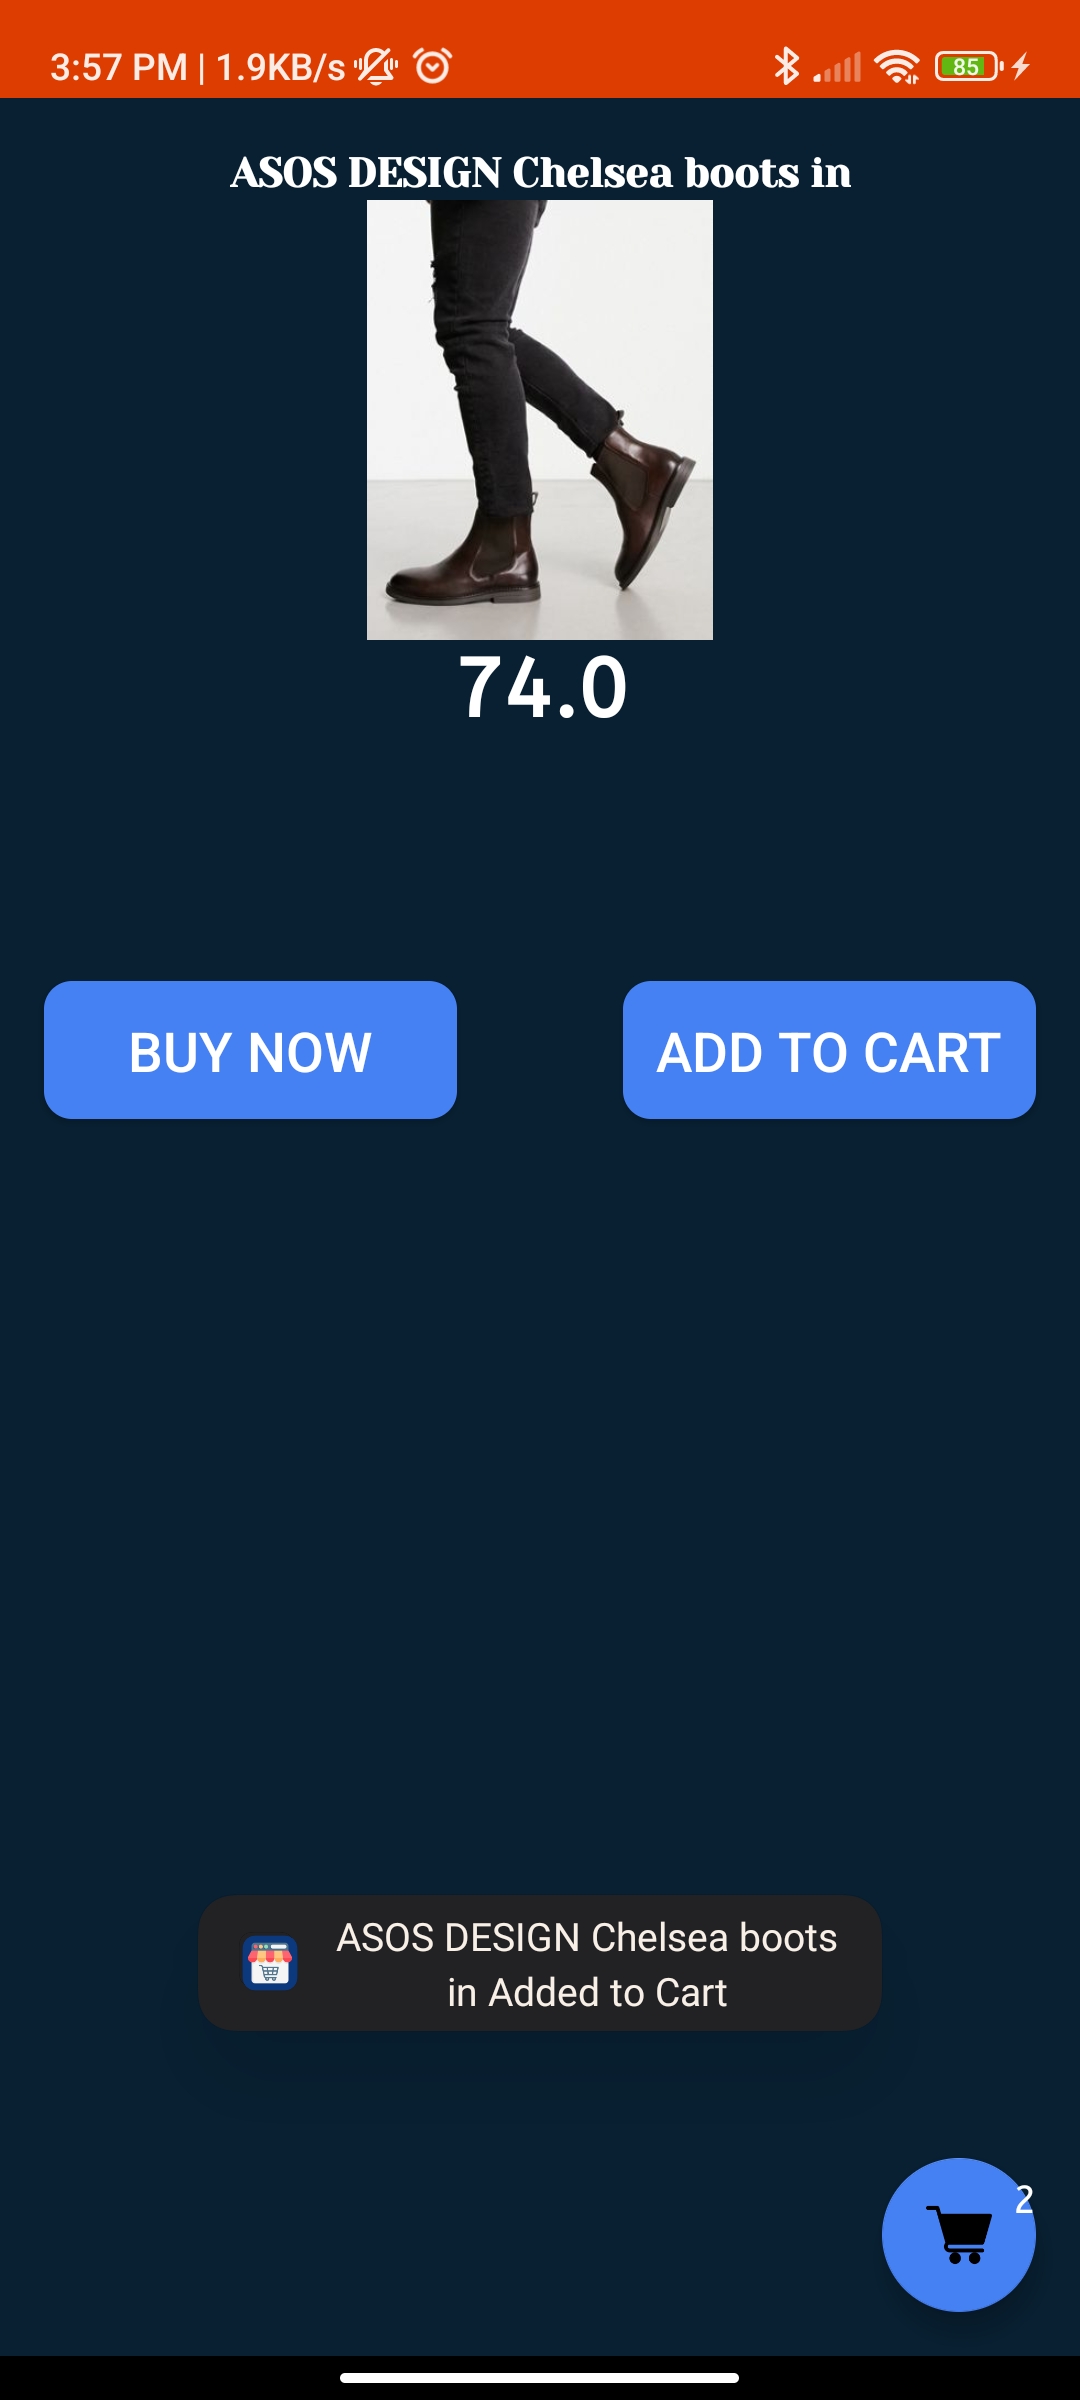 3:57 PM | 1.9KB/s
85
ASOS DESIGN Chelsea boots in
74.0
BUY NOW
ADD TO CART
ASOS DESIGN Chelsea boots
in Added to Cart
2